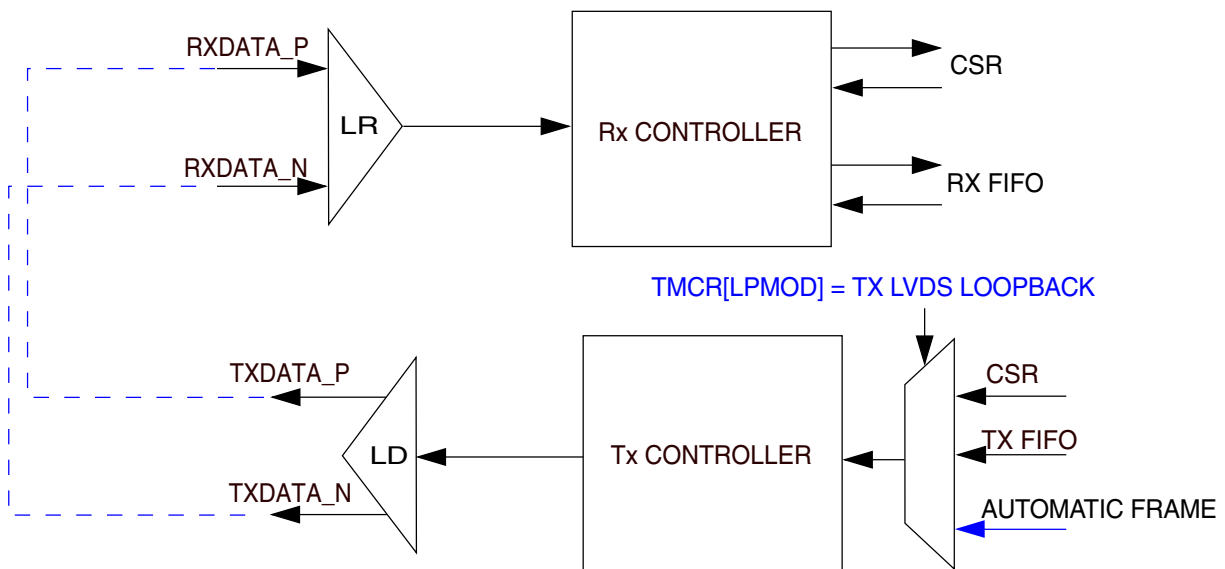 RXDATA_P
CSR
LR
Rx CONTROLLER
RXDATA_N
RX FIFO
TMCR[LPMOD] = TX LVDS LOOPBACK
TXDATA_P
CSR
TX FIFO
LD
Tx CONTROLLER
TXDATA_N
AUTOMATIC FRAME